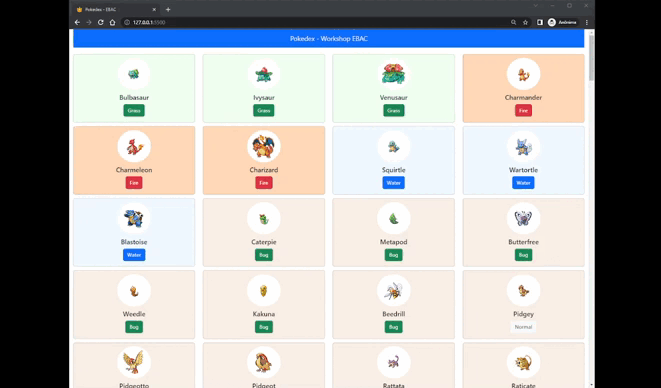 Pokedex - EBAC
127.0.0.1:5500
Anônima
Pokedex - Workshop EBAC
Bulbasaur
Grass
Ivysaur
Grass
Venusaur
Grass
Charmander
Fire
Charmeleon
Fire
Charizard
Fire
Squirtle
Water
Wartortle
Water
Blastoise
Water
Caterpie
Bug
Metapod
Bug
Butterfree
Bug
Weedle
Bug
Kakuna
Bug
Beedrill
Bug
Pidgey
Normal
Pidgeotto
Pidgeot
Rattata
Raticate